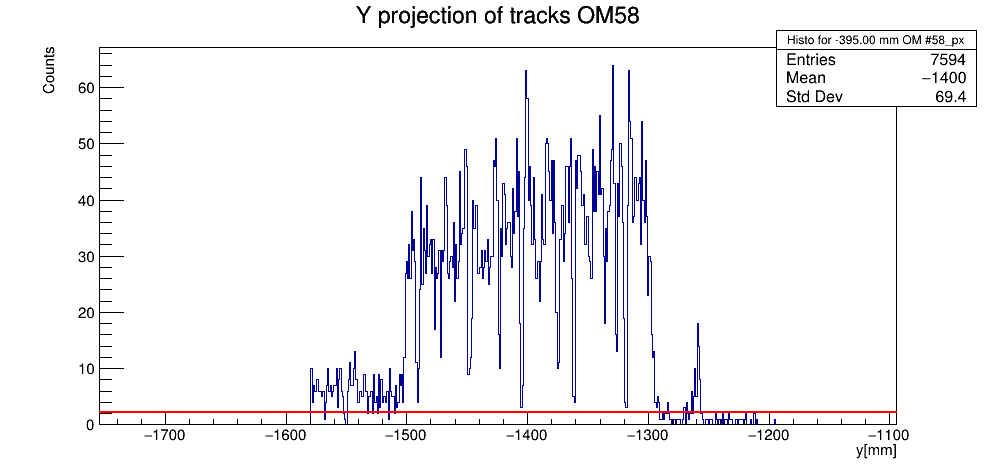 Y projection of tracks OM58
Histo for -395.00 mm OM #58_px
Entries 7594
Mean −1400
Std Dev 69.4
Counts
60
50
40
30
20
10
0
−1700 −1600 −1500 −1400 −1300 −1200 −1100
y[mm]